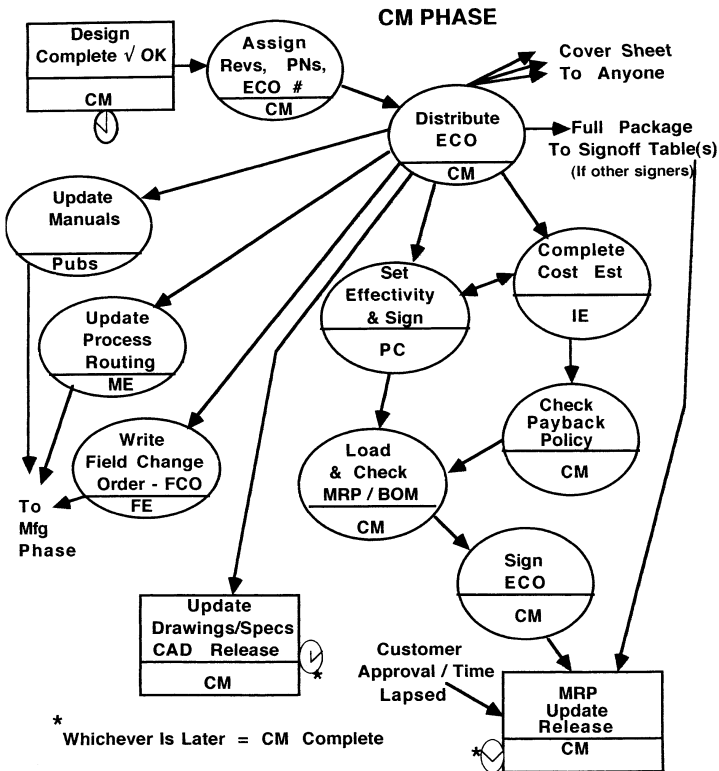 CM PHASE
Design
Complete √ OK
CM
Assign
Revs, PNs,
ECO #
CM
Cover Sheet
To Anyone
Distribute
ECO
CM
Full Package
To Signoff Table(s)
(If other signers)
Update
Manuals
Pubs
Set
Effectivity
& Sign
PC
Complete
Cost Est
IE
Update
Process
Routing
ME
Write
Field Change
Order - FCO
FE
Load
& Check
MRP / BOM
CM
Check
Payback
Policy
CM
To
Mfg
Phase
Sign
ECO
CM
Update
Drawings/Specs
CAD Release
CM
*
Customer
Approval / Time
Lapsed
MRP
Update
Release
CM
*
* Whichever Is Later = CM Complete